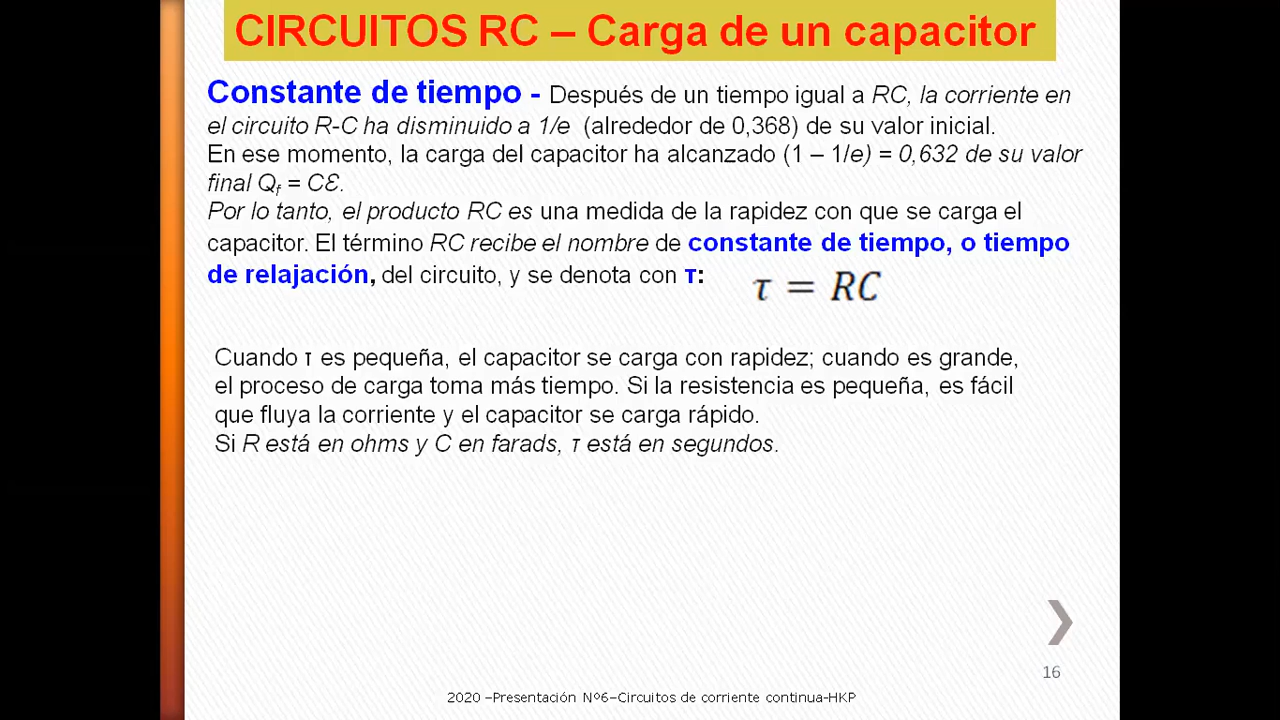 CIRCUITOS RC – Carga de un capacitor
Constante de tiempo - Después de un tiempo igual a RC, la corriente en
el circuito R-C ha disminuido a 1/e (alrededor de 0,368) de su valor inicial.
En ese momento, la carga del capacitor ha alcanzado (1 – 1/e) = 0,632 de su valor
final Qf = CƐ.
Por lo tanto, el producto RC es una medida de la rapidez con que se carga el
capacitor. El término RC recibe el nombre de constante de tiempo, o tiempo
de relajación, del circuito, y se denota con τ: τ = RC
Cuando τ es pequeña, el capacitor se carga con rapidez; cuando es grande,
el proceso de carga toma más tiempo. Si la resistencia es pequeña, es fácil
que fluya la corriente y el capacitor se carga rápido.
Si R está en ohms y C en farads, τ está en segundos.
16
2020 –Presentación Nº6–Circuitos de corriente continua-HKP